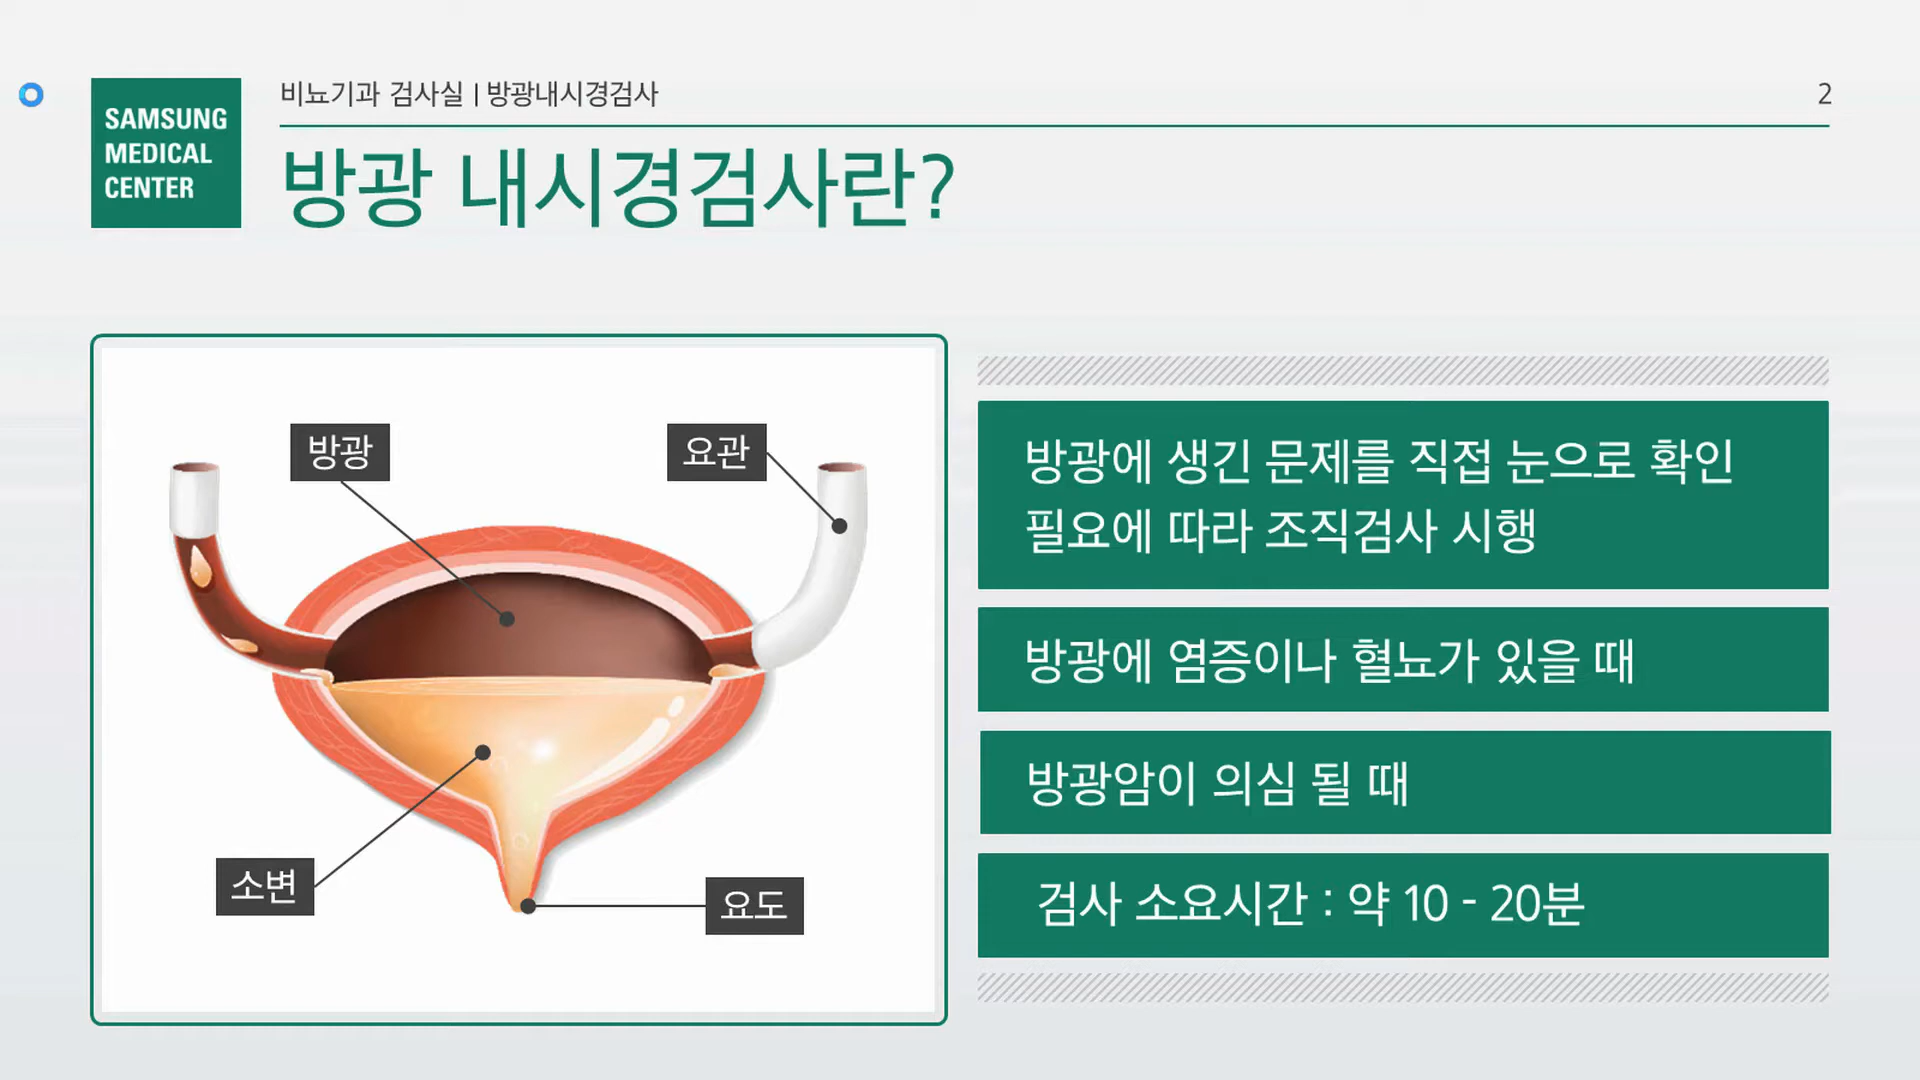 SAMSUNG
MEDICAL
CENTER
비뇨기과 검사실 | 방광내시경검사
2
방광 내시경검사란?
방광
요관
소변
요도
방광에 생긴 문제를 직접 눈으로 확인
필요에 따라 조직검사 시행
방광에 염증이나 혈뇨가 있을 때
방광암이 의심 될 때
검사 소요시간 : 약 10 - 20분